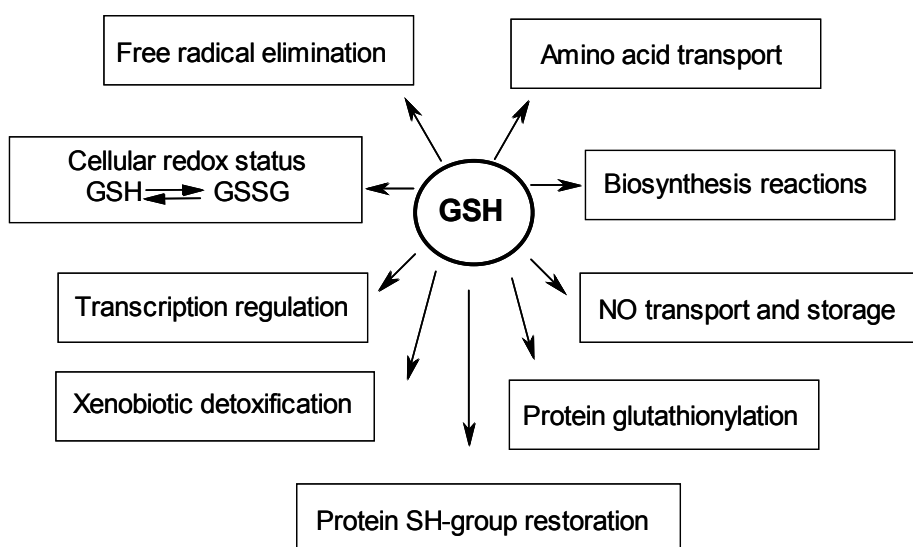 Free radical elimination
Amino acid transport
Cellular redox status
GSH ⇌ GSSG
GSH
Biosynthesis reactions
Transcription regulation
NO transport and storage
Xenobiotic detoxification
Protein glutathionylation
Protein SH-group restoration